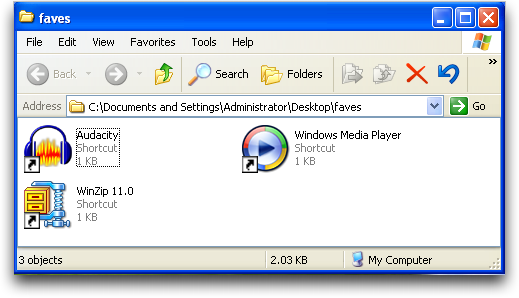 faves
File Edit View Favorites Tools Help
Back Search Folders »
Address C:\Documents and Settings\Administrator\Desktop\faves Go
Audacity
Shortcut
1 KB
Windows Media Player
Shortcut
1 KB
WinZip 11.0
Shortcut
1 KB
3 objects 2.03 KB My Computer